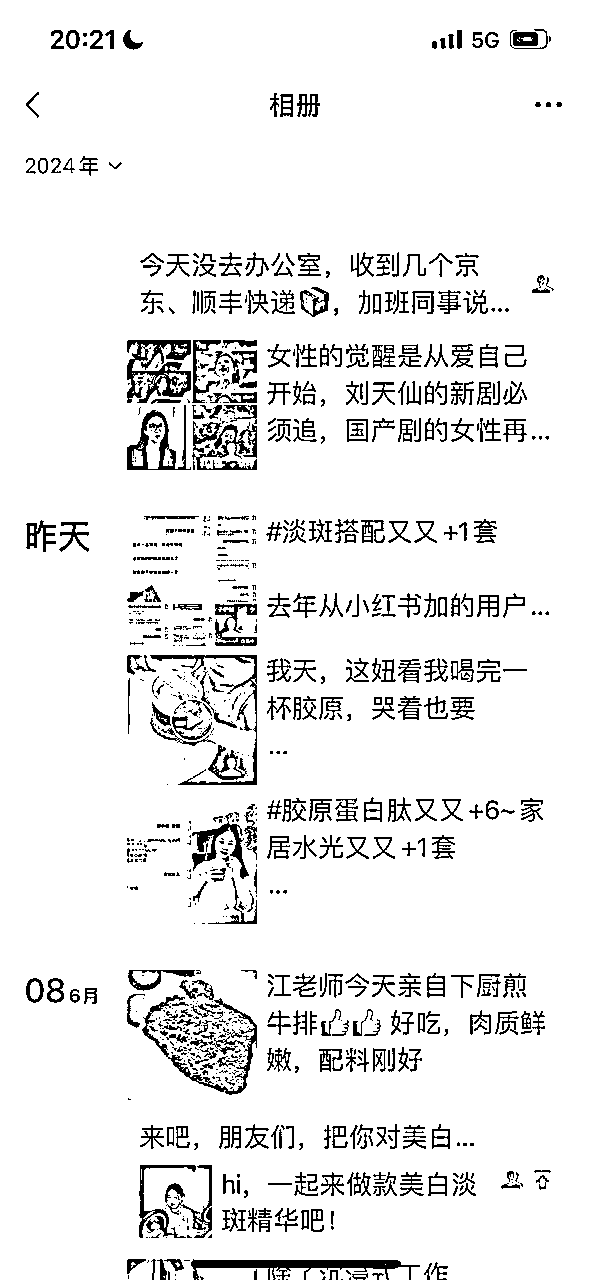 20:21
5G
相册
2024年
今天没去办公室，收到几个京
东、顺丰快递📦，加班同事说...
女性的觉醒是从爱自己
开始，刘天仙的新剧必
须追，国产剧的女性再...
昨天
#淡斑搭配又又+1套
去年从小红书加的用户...
我天，这妞看我喝完一
杯胶原，哭着也要
...
#胶原蛋白肽又又+6~家
居水光又又+1套
...
08 6月
江老师今天亲自下厨煎
牛排👍👍 好吃，肉质鲜
嫩，配料刚好
来吧，朋友们，把你对美白...
hi，一起来做款美白淡
斑精华吧！
除了沉浸式工作